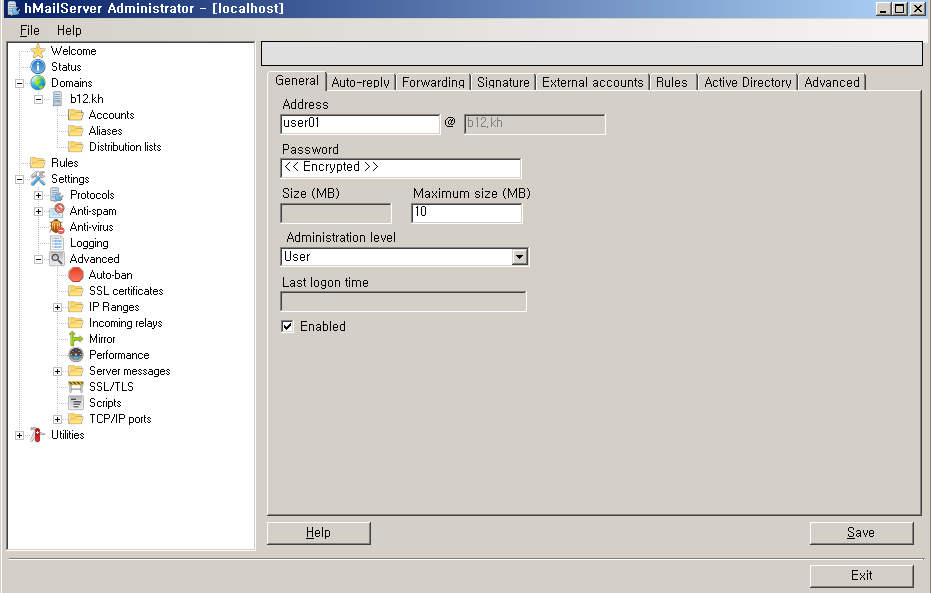 hMailServer Administrator - [localhost]
File Help
Welcome
Status
Domains
b12.kh
Accounts
Aliases
Distribution lists
Rules
Settings
Protocols
Anti-spam
Anti-virus
Logging
Advanced
Auto-ban
SSL certificates
IP Ranges
Incoming relays
Mirror
Performance
Server messages
SSL/TLS
Scripts
TCP/IP ports
Utilities
General Auto-reply Forwarding Signature External accounts Rules Active Directory Advanced
Address
user01 @ b12.kh
Password
<< Encrypted >>
Size (MB) Maximum size (MB)
10
Administration level
User
Last logon time
Enabled
Help Save
Exit